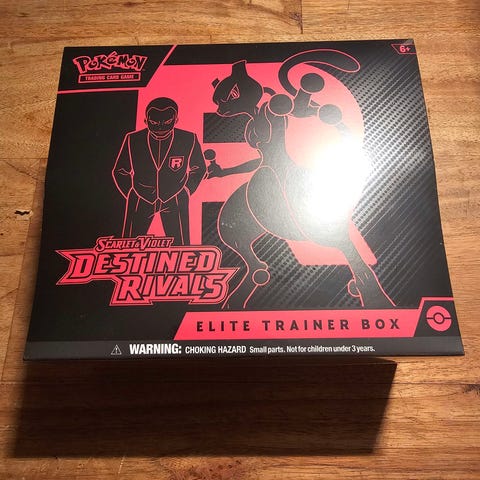 POKÉMON
TRADING CARD GAME
6+
R
SCARLET & VIOLET
DESTINED
RIVALS
ELITE TRAINER BOX
⚠ WARNING: CHOKING HAZARD Small parts. Not for children under 3 years.